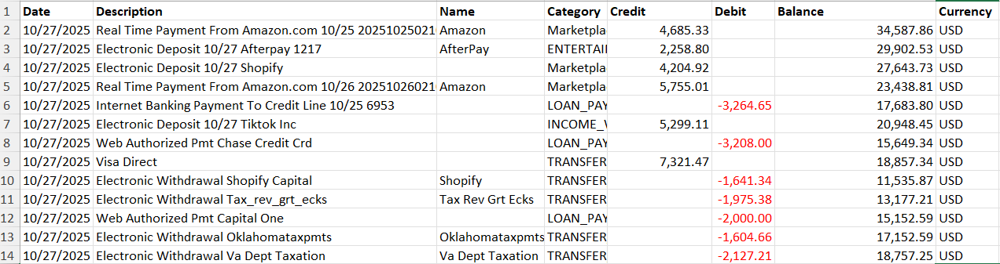 1 Date Description Name Category Credit Debit Balance Currency
2 10/27/2025 Real Time Payment From Amazon.com 10/25 20251025021 Amazon Marketpla 4,685.33 34,587.86 USD
3 10/27/2025 Electronic Deposit 10/27 Afterpay 1217 AfterPay ENTERTAI 2,258.80 29,902.53 USD
4 10/27/2025 Electronic Deposit 10/27 Shopify Marketpla 4,204.92 27,643.73 USD
5 10/27/2025 Real Time Payment From Amazon.com 10/26 20251026021 Amazon Marketpla 5,755.01 23,438.81 USD
6 10/27/2025 Internet Banking Payment To Credit Line 10/25 6953 LOAN_PAY -3,264.65 17,683.80 USD
7 10/27/2025 Electronic Deposit 10/27 Tiktok Inc INCOME_ 5,299.11 20,948.45 USD
8 10/27/2025 Web Authorized Pmt Chase Credit Crd LOAN_PAY -3,208.00 15,649.34 USD
9 10/27/2025 Visa Direct TRANSFER 7,321.47 18,857.34 USD
10 10/27/2025 Electronic Withdrawal Shopify Capital Shopify TRANSFER -1,641.34 11,535.87 USD
11 10/27/2025 Electronic Withdrawal Tax_rev_grt_ecks Tax Rev Grt Ecks TRANSFER -1,975.38 13,177.21 USD
12 10/27/2025 Web Authorized Pmt Capital One LOAN_PAY -2,000.00 15,152.59 USD
13 10/27/2025 Electronic Withdrawal Oklahomataxpmts Oklahomataxpmts TRANSFER -1,604.66 17,152.59 USD
14 10/27/2025 Electronic Withdrawal Va Dept Taxation Va Dept Taxation TRANSFER -2,127.21 18,757.25 USD